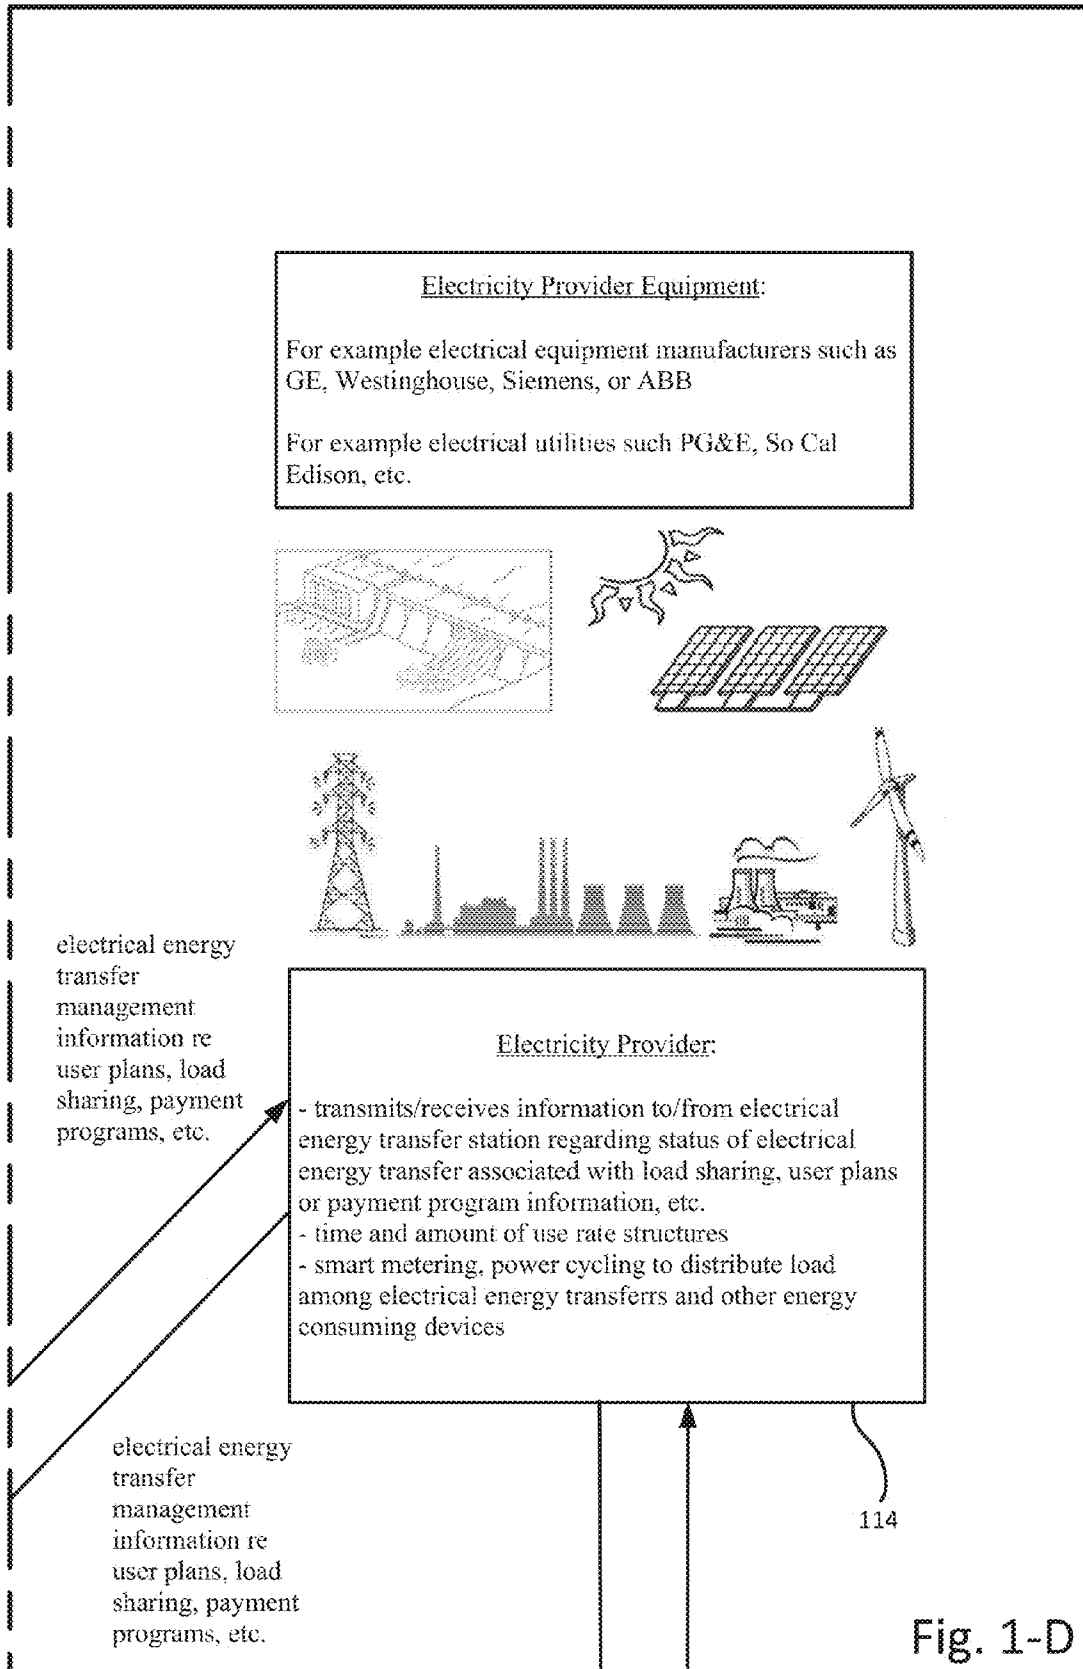 Electricity Provider Equipment:
For example electrical equipment manufacturers such as
GE, Westinghouse, Siemens, or ABB
For example electrical utilities such PG&E, So Cal
Edison, etc.
electrical energy
transfer
management
information re
user plans, load
sharing, payment
programs, etc.
Electricity Provider:
- transmits/receives information to/from electrical
energy transfer station regarding status of electrical
energy transfer associated with load sharing, user plans
or payment program information, etc.
- time and amount of use rate structures
- smart metering, power cycling to distribute load
among electrical energy transferrs and other energy
consuming devices
electrical energy
transfer
management
information re
user plans, load
sharing, payment
programs, etc.
114
Fig. 1-D